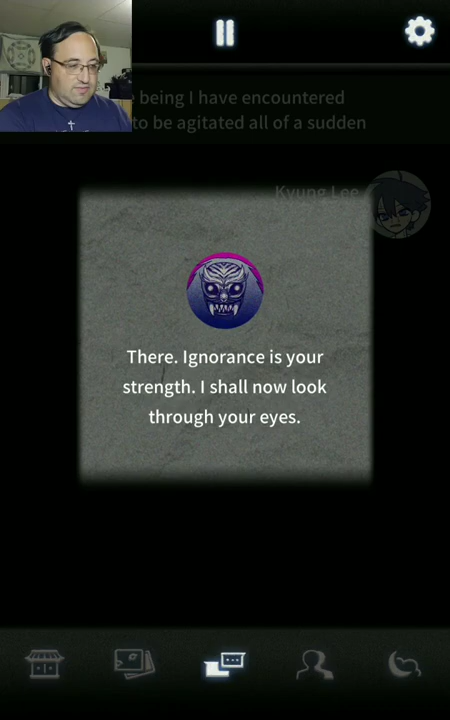 being I have encountered
to be agitated all of a sudden
Kyung Lee
There. Ignorance is your
strength. I shall now look
through your eyes.